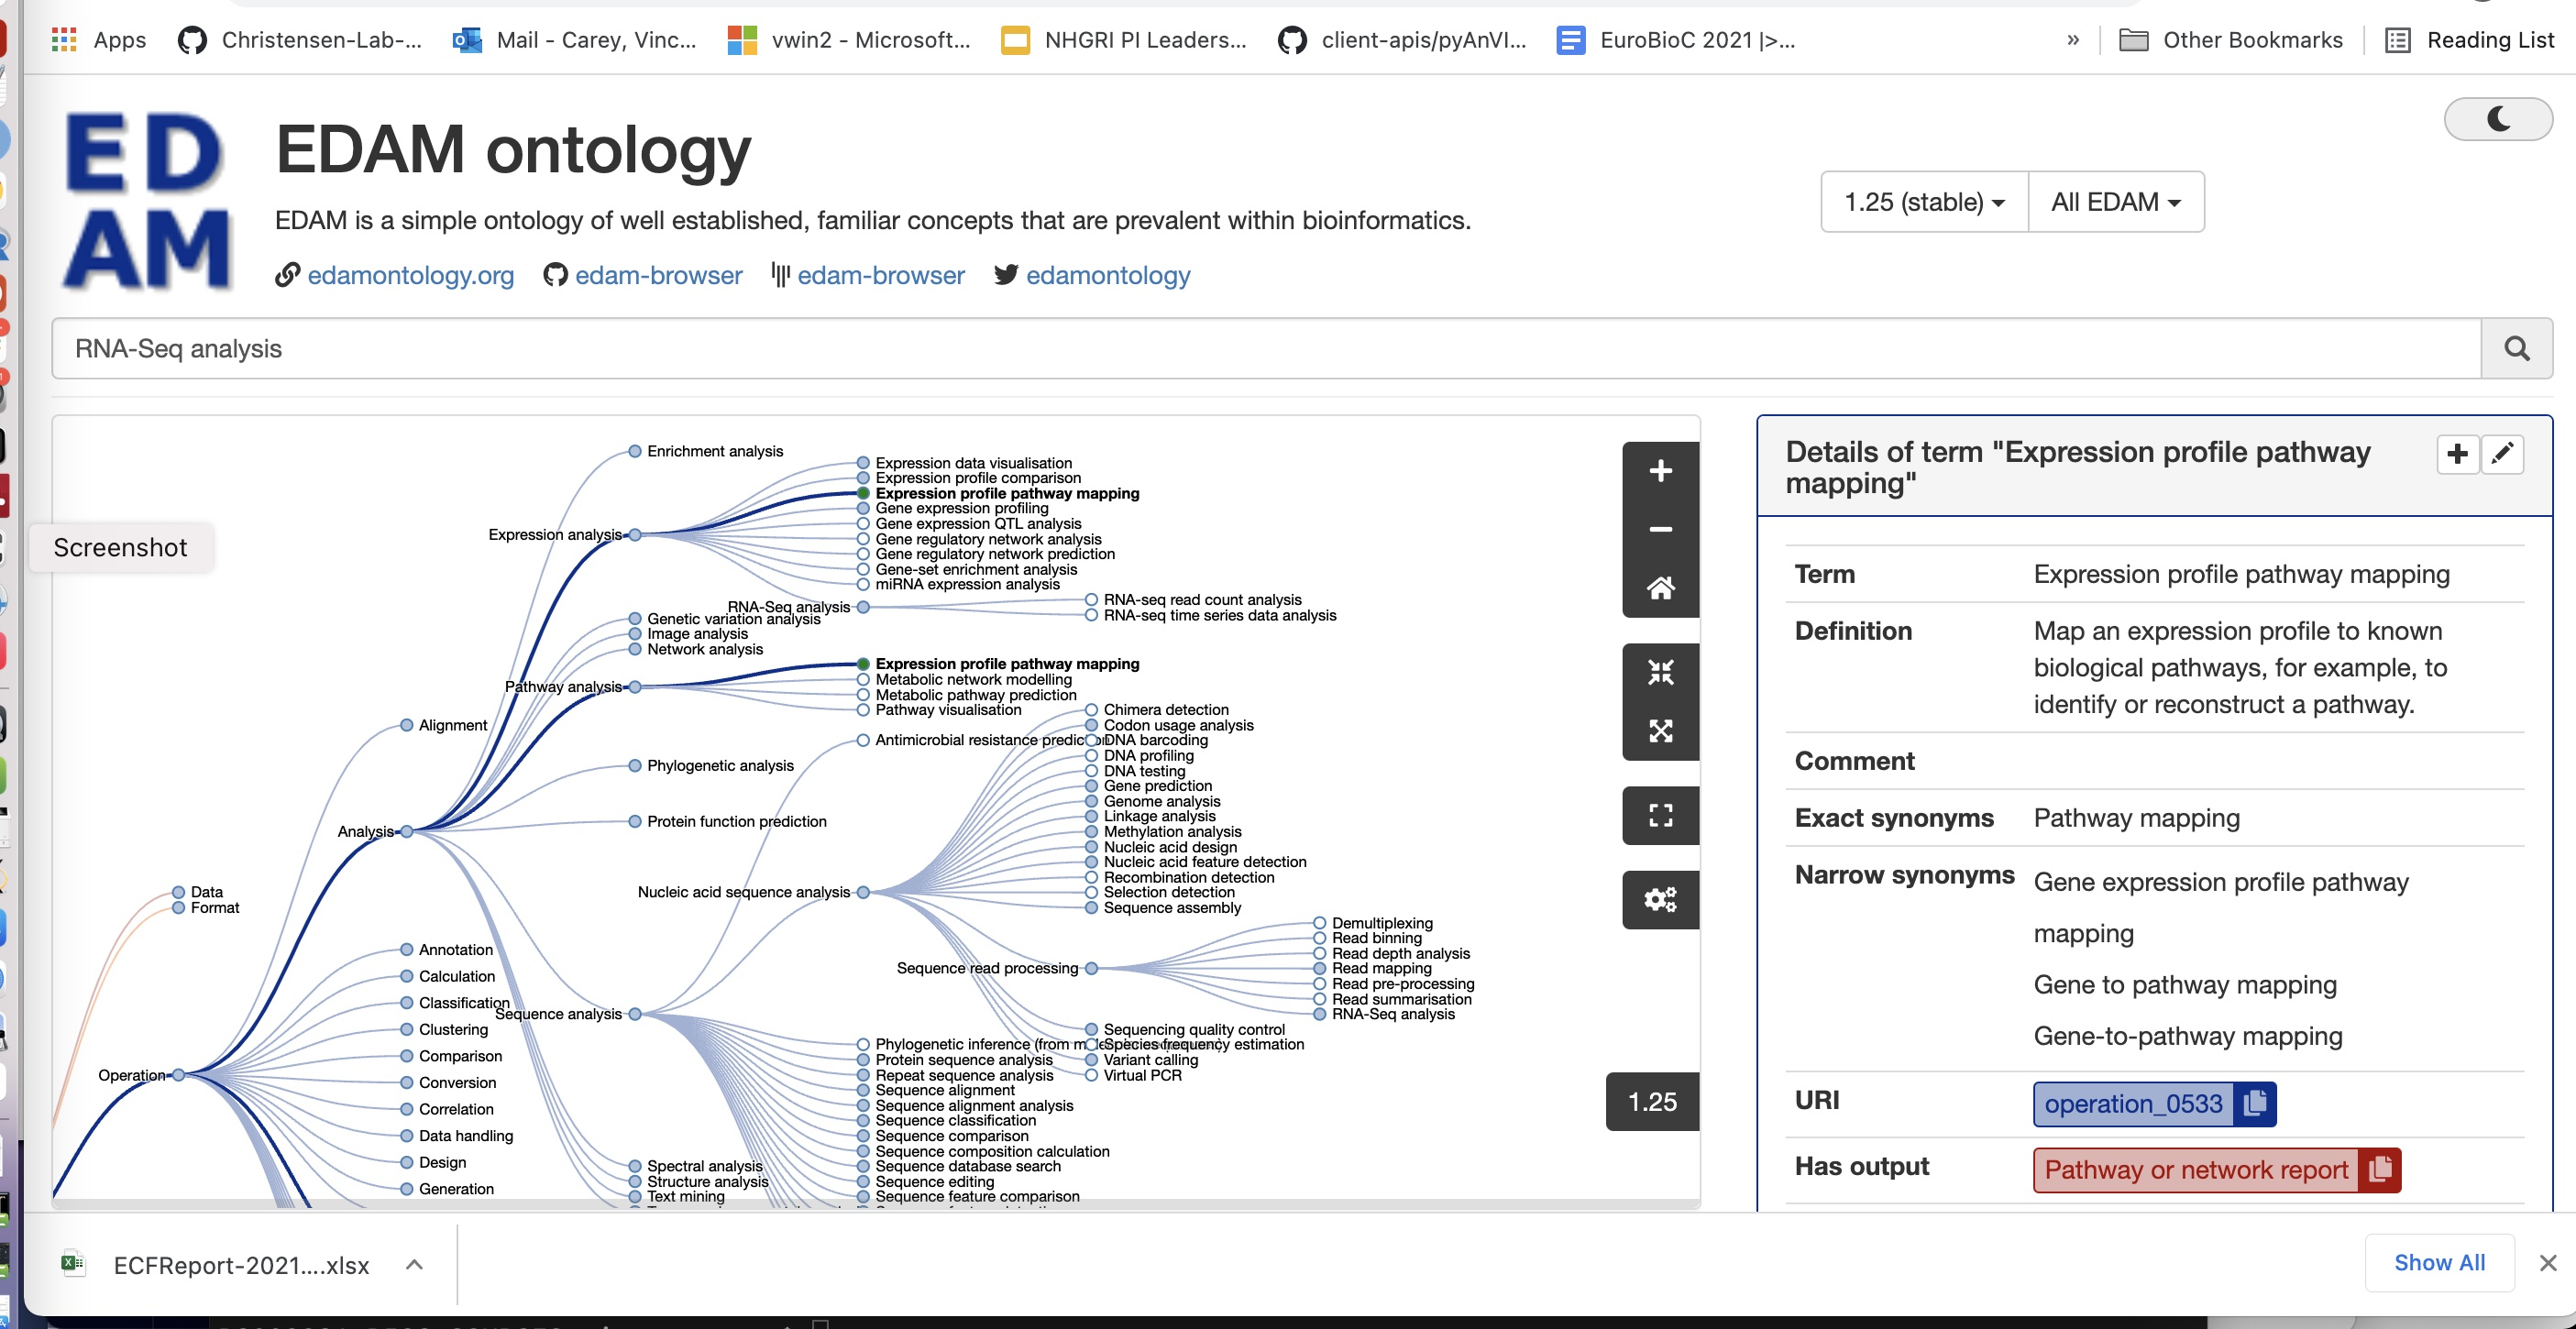 Apps
Christensen-Lab-...
Mail - Carey, Vinc...
vwin2 - Microsoft...
NHGRI PI Leaders...
client-apis/pyAnVI...
EuroBioC 2021 |>...
»
Other Bookmarks
Reading List
ED
AM
EDAM ontology
EDAM is a simple ontology of well established, familiar concepts that are prevalent within bioinformatics.
edamontology.org
edam-browser
edam-browser
edamontology
1.25 (stable)
All EDAM
RNA-Seq analysis
Screenshot
Enrichment analysis
Expression data visualisation
Expression profile comparison
Expression profile pathway mapping
Gene expression profiling
Gene expression QTL analysis
Expression analysis
Gene regulatory network analysis
Gene regulatory network prediction
Gene-set enrichment analysis
miRNA expression analysis
RNA-Seq analysis
RNA-seq read count analysis
RNA-seq time series data analysis
Genetic variation analysis
Image analysis
Network analysis
Expression profile pathway mapping
Metabolic network modelling
Pathway analysis
Metabolic pathway prediction
Pathway visualisation
Alignment
Antimicrobial resistance
Chimera detection
Codon usage analysis
DNA barcoding
DNA profiling
DNA testing
Phylogenetic analysis
Gene prediction
Genome analysis
Linkage analysis
Protein function prediction
Methylation analysis
Analysis
Nucleic acid design
Nucleic acid feature detection
Recombination detection
Nucleic acid sequence analysis
Selection detection
Sequence assembly
Data
Format
Demultiplexing
Read binning
Read depth analysis
Sequence read processing
Read mapping
Read pre-processing
Read summarisation
RNA-Seq analysis
Annotation
Calculation
Classification
Sequence analysis
Clustering
Comparison
Conversion
Correlation
Data handling
Design
Generation
Operation
Sequencing quality control
Phylogenetic inference (from
Species frequency estimation
Protein sequence analysis
Variant calling
Repeat sequence analysis
Virtual PCR
Sequence alignment
Sequence alignment analysis
Sequence classification
Sequence comparison
Sequence composition calculation
Sequence database search
Sequence editing
Sequence feature comparison
Spectral analysis
Structure analysis
Text mining
1.25
Details of term "Expression profile pathway
mapping"
Term
Expression profile pathway mapping
Definition
Map an expression profile to known
biological pathways, for example, to
identify or reconstruct a pathway.
Comment
Exact synonyms
Pathway mapping
Narrow synonyms
Gene expression profile pathway
mapping
Gene to pathway mapping
Gene-to-pathway mapping
URI
operation_0533
Has output
Pathway or network report
ECFReport-2021....xlsx
Show All